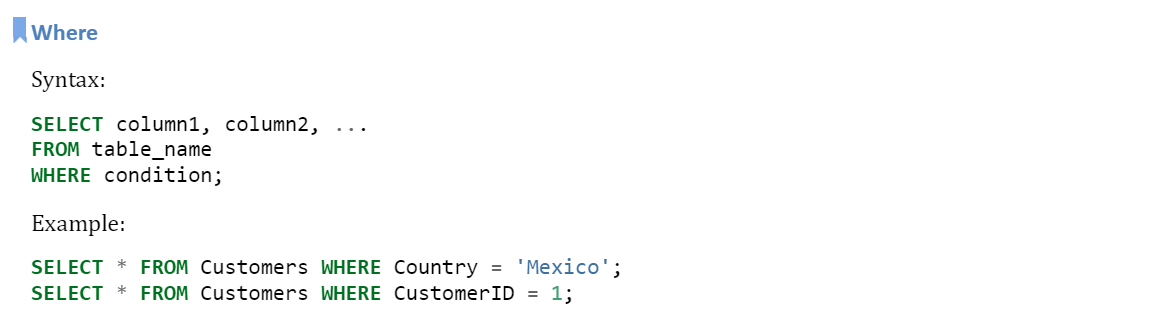 Where
Syntax:
SELECT column1, column2, ...
FROM table_name
WHERE condition;
Example:
SELECT * FROM Customers WHERE Country = 'Mexico';
SELECT * FROM Customers WHERE CustomerID = 1;